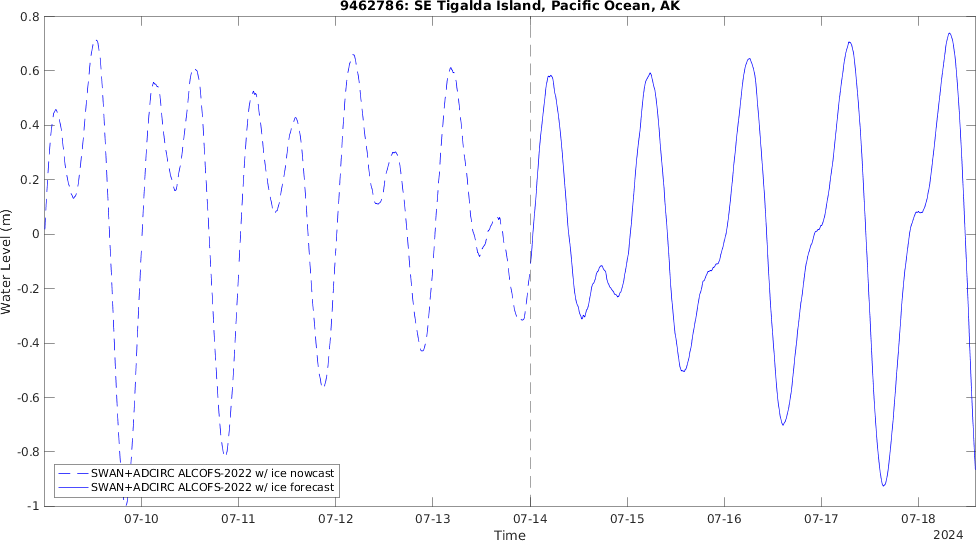 9462786: SE Tigalda Island, Pacific Ocean, AK
Water Level (m)
0.8
0.6
0.4
0.2
0
-0.2
-0.4
-0.6
-0.8
-1
SWAN+ADCIRC ALCOFS-2022 w/ ice nowcast
SWAN+ADCIRC ALCOFS-2022 w/ ice forecast
07-10 07-11 07-12 07-13 07-14 07-15 07-16 07-17 07-18
Time
2024